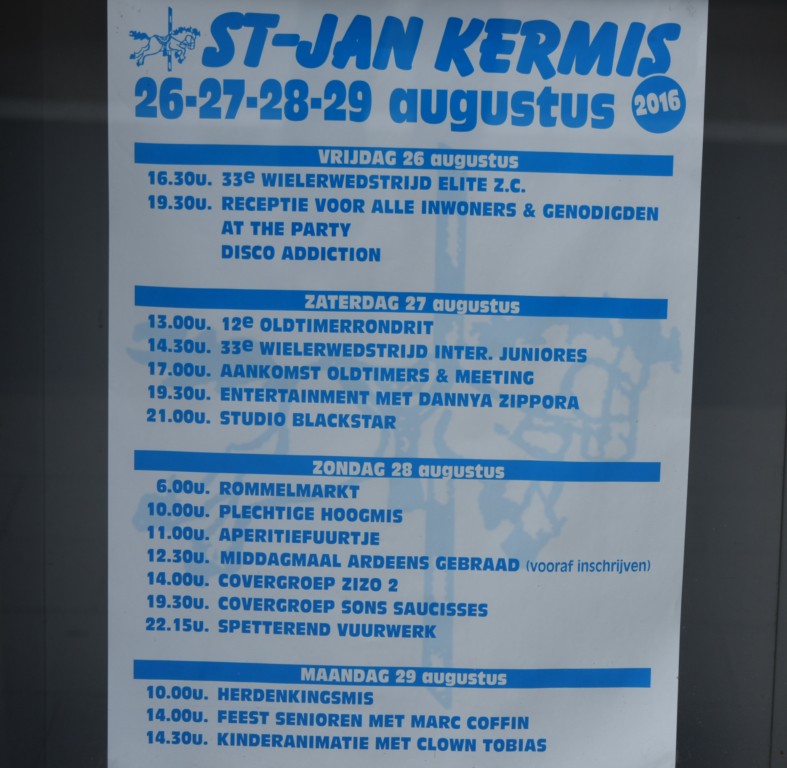 ST-JAN KERMIS
26-27-28-29 augustus 2016
VRIJDAG 26 augustus
16.30u. 33e WIELERWEDSTRIJD ELITE Z.C.
19.30u. RECEPTIE VOOR ALLE INWONERS & GENODIGDEN
AT THE PARTY
DISCO ADDICTION
ZATERDAG 27 augustus
13.00u. 12e OLDTIMERRONDRIT
14.30u. 33e WIELERWEDSTRIJD INTER. JUNIORES
17.00u. AANKOMST OLDTIMERS & MEETING
19.30u. ENTERTAINMENT MET DANNYA ZIPPORA
21.00u. STUDIO BLACKSTAR
ZONDAG 28 augustus
6.00u. ROMMELMARKT
10.00u. PLECHTIGE HOOGMIS
11.00u. APERITIEFUURTJE
12.30u. MIDDAGMAAL ARDEENS GEBRAAD (vooraf inschrijven)
14.00u. COVERGROEP ZIZO 2
19.30u. COVERGROEP SONS SAUCISSES
22.15u. SPETTEREND VUURWERK
MAANDAG 29 augustus
10.00u. HERDENKINGSMIS
14.00u. FEEST SENIOREN MET MARC COFFIN
14.30u. KINDERANIMATIE MET CLOWN TOBIAS